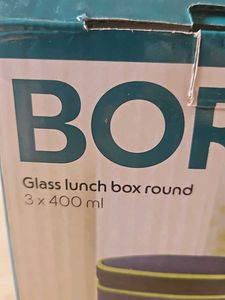 BOR
Glass lunch box round
3 x 400 ml